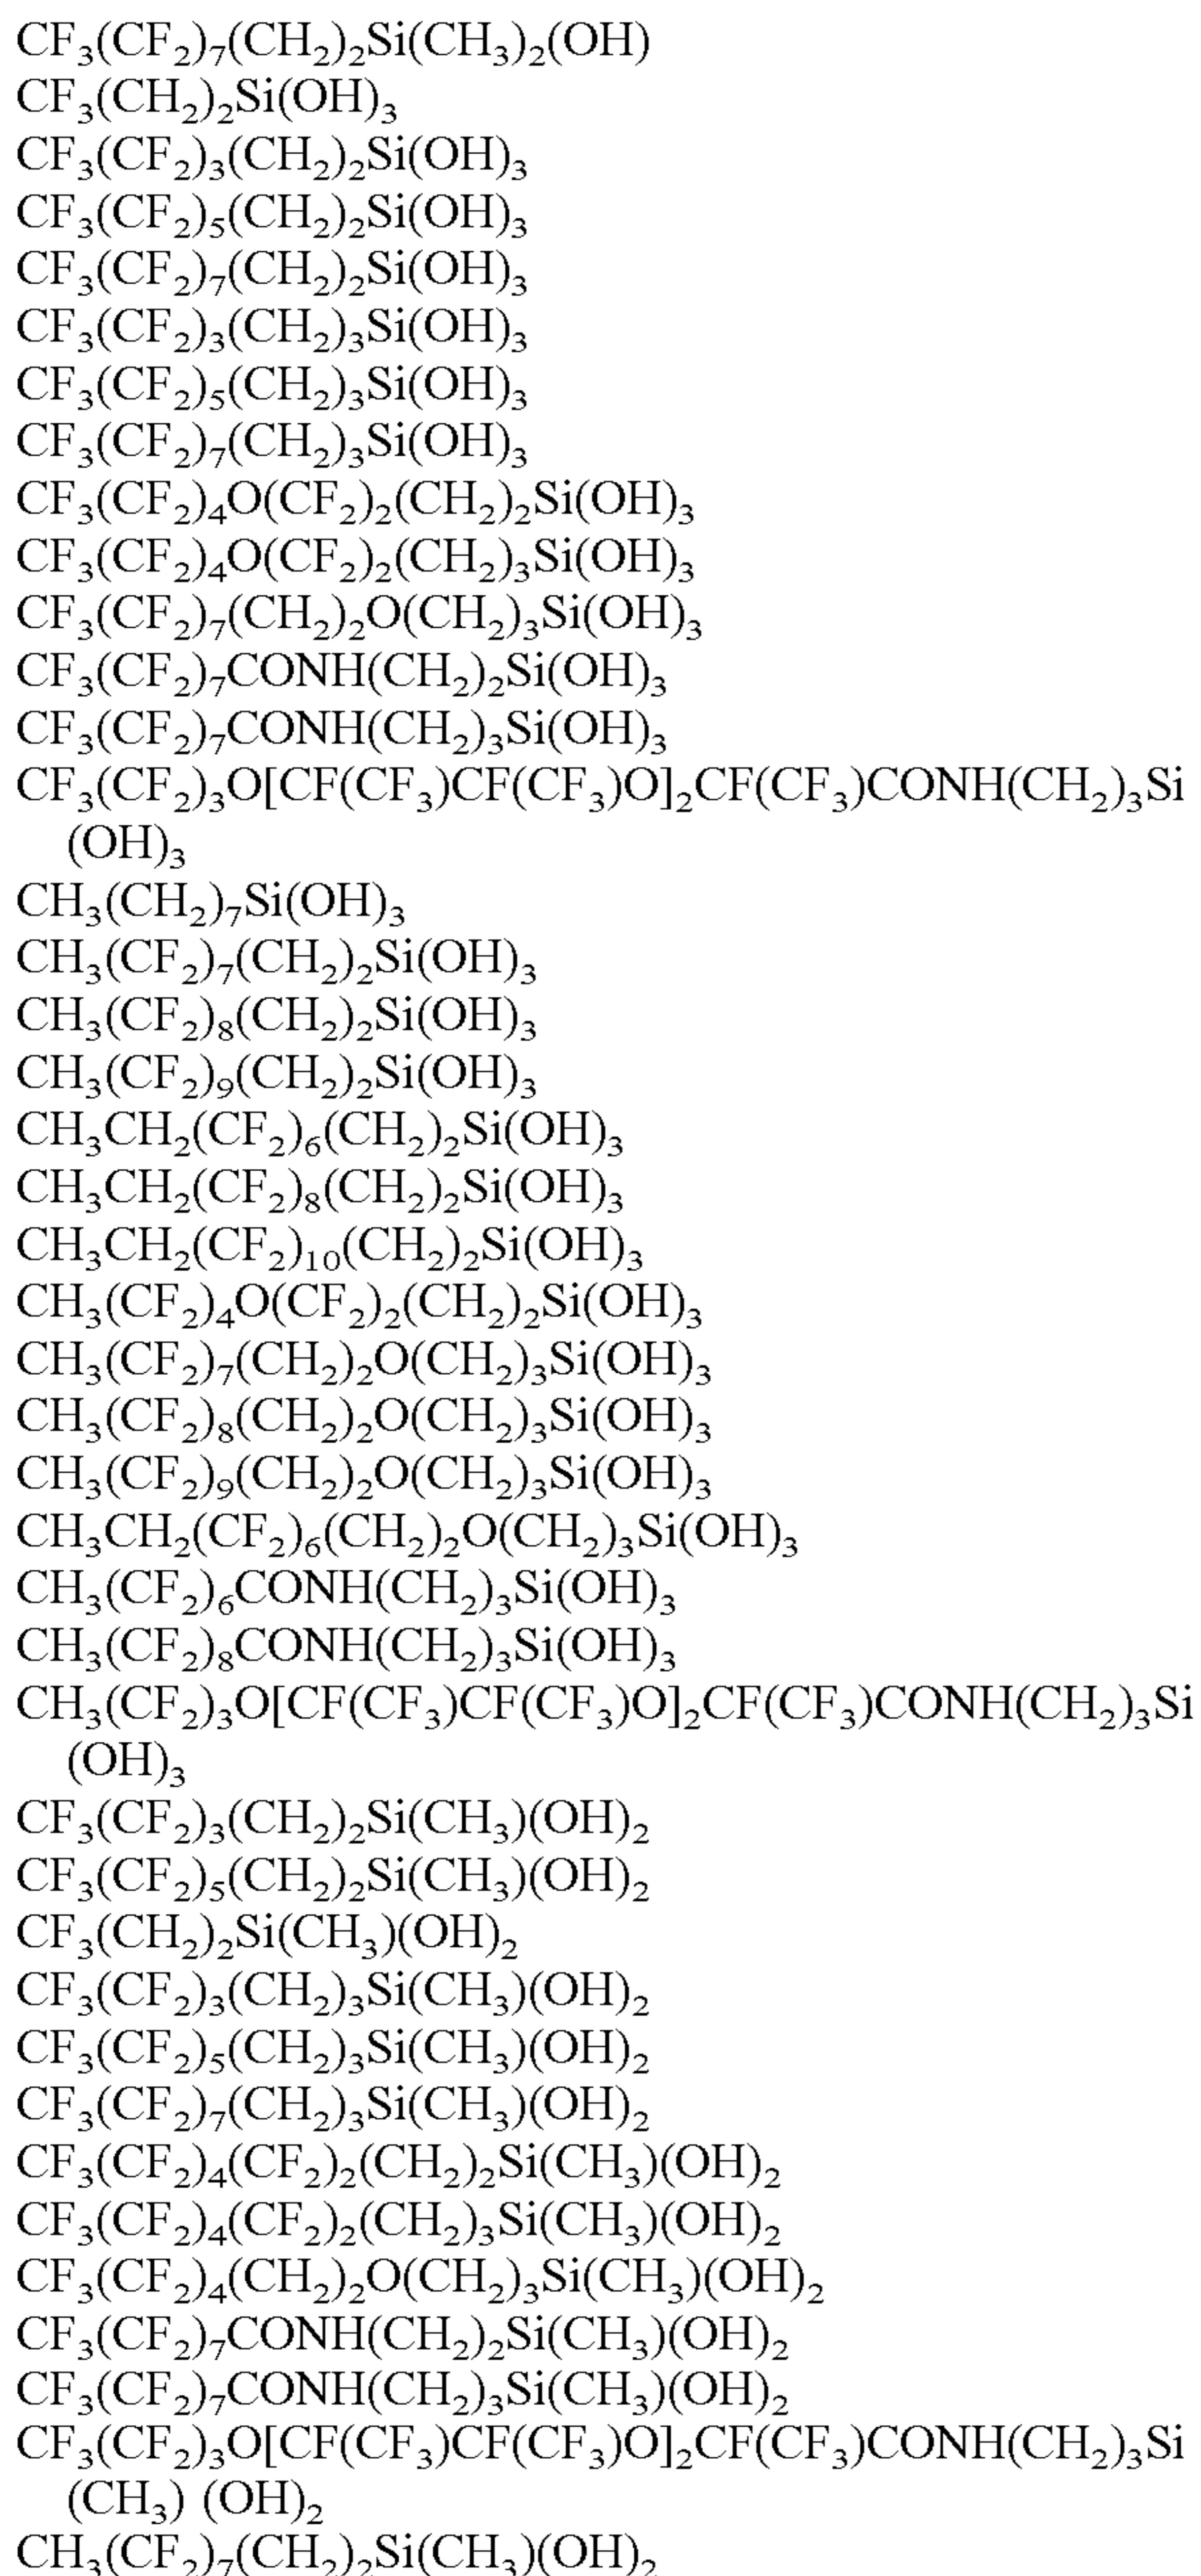 CF₃(CF₂)₇(CH₂)₂Si(CH₃)₂(OH)
CF₃(CH₂)₂Si(OH)₃
CF₃(CF₂)₃(CH₂)₂Si(OH)₃
CF₃(CF₂)₅(CH₂)₂Si(OH)₃
CF₃(CF₂)₇(CH₂)₂Si(OH)₃
CF₃(CF₂)₃(CH₂)₃Si(OH)₃
CF₃(CF₂)₅(CH₂)₃Si(OH)₃
CF₃(CF₂)₇(CH₂)₃Si(OH)₃
CF₃(CF₂)₄O(CF₂)₂(CH₂)₂Si(OH)₃
CF₃(CF₂)₄O(CF₂)₂(CH₂)₃Si(OH)₃
CF₃(CF₂)₇(CH₂)₂O(CH₂)₃Si(OH)₃
CF₃(CF₂)₇CONH(CH₂)₂Si(OH)₃
CF₃(CF₂)₇CONH(CH₂)₃Si(OH)₃
CF₃(CF₂)₃O[CF(CF₃)CF(CF₃)O]₂CF(CF₃)CONH(CH₂)₃Si
(OH)₃
CH₃(CH₂)₇Si(OH)₃
CH₃(CF₂)₇(CH₂)₂Si(OH)₃
CH₃(CF₂)₈(CH₂)₂Si(OH)₃
CH₃(CF₂)₉(CH₂)₂Si(OH)₃
CH₃CH₂(CF₂)₆(CH₂)₂Si(OH)₃
CH₃CH₂(CF₂)₈(CH₂)₂Si(OH)₃
CH₃CH₂(CF₂)₁₀(CH₂)₂Si(OH)₃
CH₃(CF₂)₄O(CF₂)₂(CH₂)₂Si(OH)₃
CH₃(CF₂)₇(CH₂)₂O(CH₂)₃Si(OH)₃
CH₃(CF₂)₈(CH₂)₂O(CH₂)₃Si(OH)₃
CH₃(CF₂)₉(CH₂)₂O(CH₂)₃Si(OH)₃
CH₃CH₂(CF₂)₆(CH₂)₂O(CH₂)₃Si(OH)₃
CH₃(CF₂)₆CONH(CH₂)₃Si(OH)₃
CH₃(CF₂)₈CONH(CH₂)₃Si(OH)₃
CH₃(CF₂)₃O[CF(CF₃)CF(CF₃)O]₂CF(CF₃)CONH(CH₂)₃Si
(OH)₃
CF₃(CF₂)₃(CH₂)₂Si(CH₃)(OH)₂
CF₃(CF₂)₅(CH₂)₂Si(CH₃)(OH)₂
CF₃(CH₂)₂Si(CH₃)(OH)₂
CF₃(CF₂)₃(CH₂)₃Si(CH₃)(OH)₂
CF₃(CF₂)₅(CH₂)₃Si(CH₃)(OH)₂
CF₃(CF₂)₇(CH₂)₃Si(CH₃)(OH)₂
CF₃(CF₂)₄(CF₂)₂(CH₂)₂Si(CH₃)(OH)₂
CF₃(CF₂)₄(CF₂)₂(CH₂)₃Si(CH₃)(OH)₂
CF₃(CF₂)₄(CH₂)₂O(CH₂)₃Si(CH₃)(OH)₂
CF₃(CF₂)₇CONH(CH₂)₂Si(CH₃)(OH)₂
CF₃(CF₂)₇CONH(CH₂)₃Si(CH₃)(OH)₂
CF₃(CF₂)₃O[CF(CF₃)CF(CF₃)O]₂CF(CF₃)CONH(CH₂)₃Si
(CH₃) (OH)₂
CH₃(CF₂)₇(CH₂)₂Si(CH₃)(OH)₂